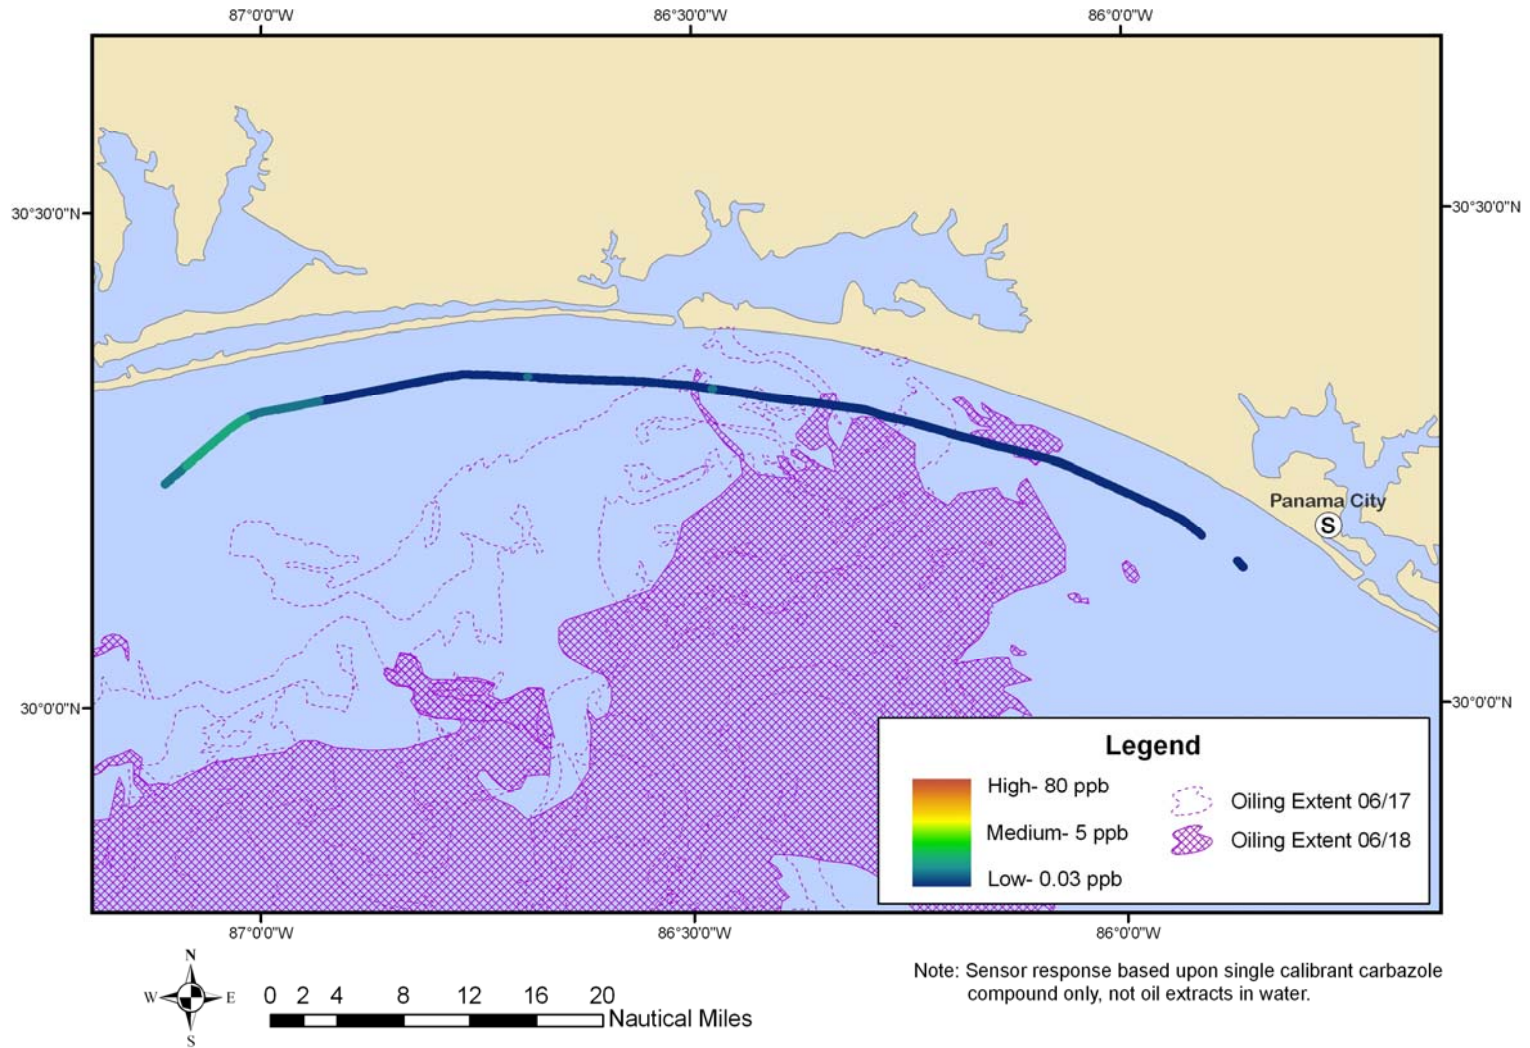 87°0'0"W 86°30'0"W 86°0'0"W
30°30'0"N 30°30'0"N
Panama City
S
30°0'0"N 30°0'0"N
Legend
High- 80 ppb
Medium- 5 ppb
Low- 0.03 ppb
Oiling Extent 06/17
Oiling Extent 06/18
87°0'0"W 86°30'0"W 86°0'0"W
N
W E
S
0 2 4 8 12 16 20
Nautical Miles
Note: Sensor response based upon single calibrant carbazole
compound only, not oil extracts in water.